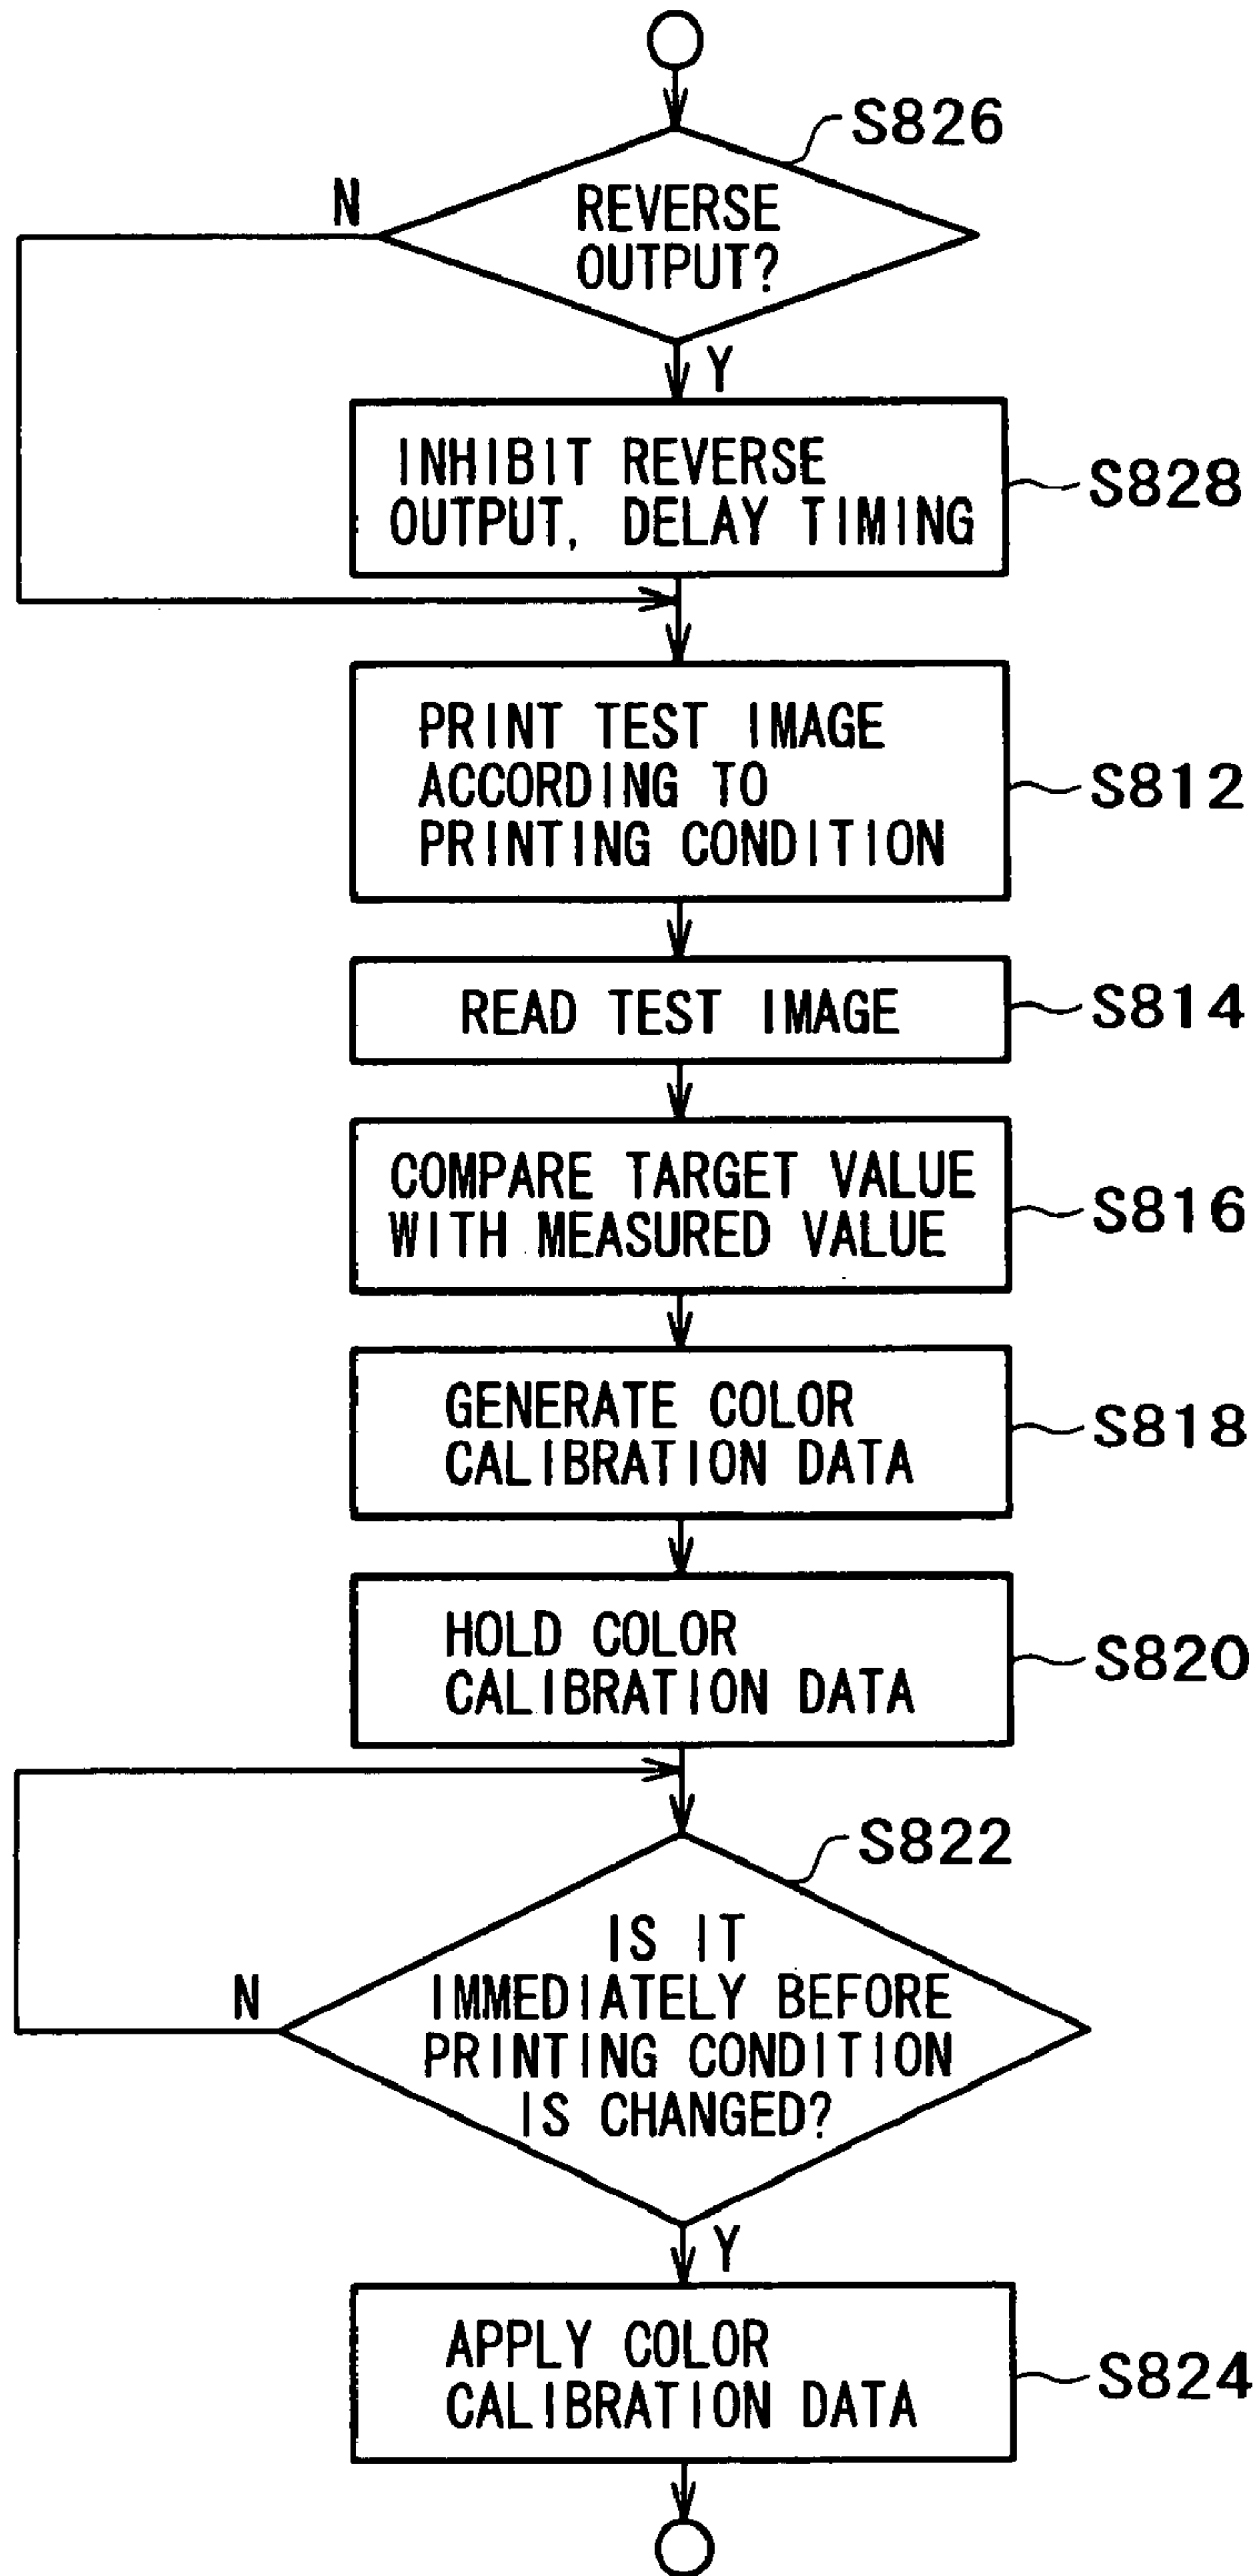 S826
N
REVERSE
OUTPUT?
Y
INHIBIT REVERSE
OUTPUT, DELAY TIMING
S828
PRINT TEST IMAGE
ACCORDING TO
PRINTING CONDITION
S812
READ TEST IMAGE
S814
COMPARE TARGET VALUE
WITH MEASURED VALUE
S816
GENERATE COLOR
CALIBRATION DATA
S818
HOLD COLOR
CALIBRATION DATA
S820
S822
N
IS IT
IMMEDIATELY BEFORE
PRINTING CONDITION
IS CHANGED?
Y
APPLY COLOR
CALIBRATION DATA
S824